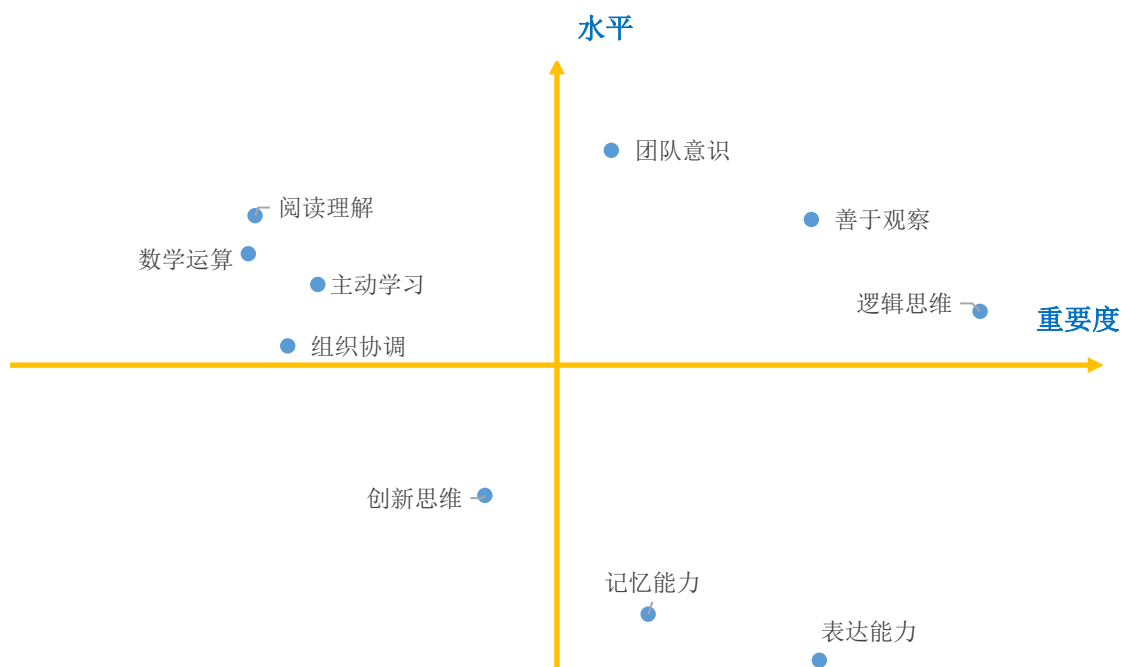 水平
团队意识
阅读理解
善于观察
数学运算
主动学习
逻辑思维
重要度
组织协调
创新思维
记忆能力
表达能力